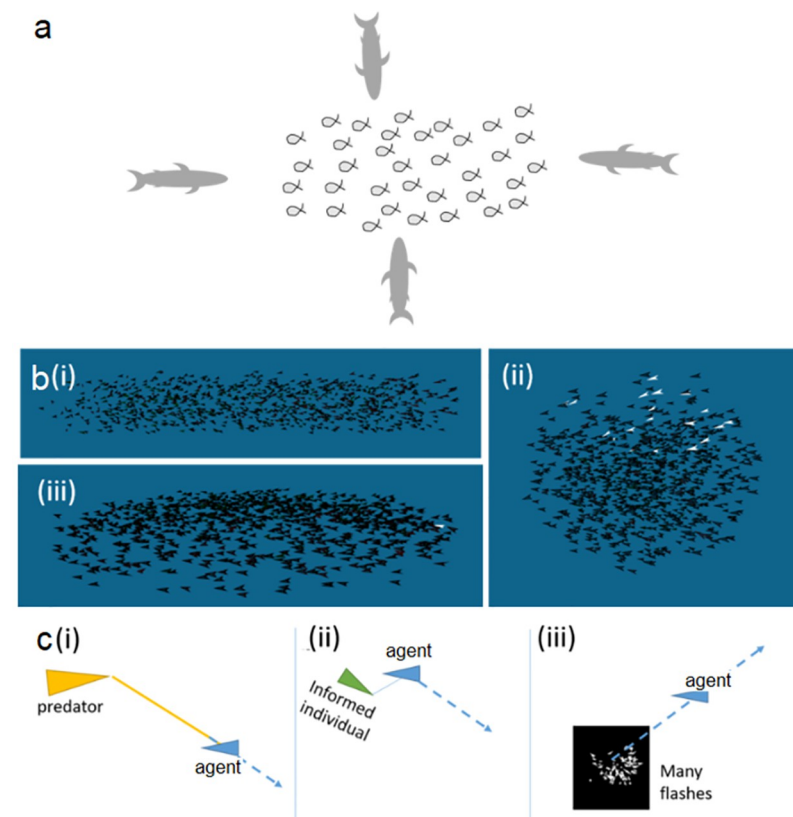 a
b(i)
(ii)
(iii)
c(i)
predator
agent
(ii)
agent
Informed
individual
(iii)
agent
Many
flashes